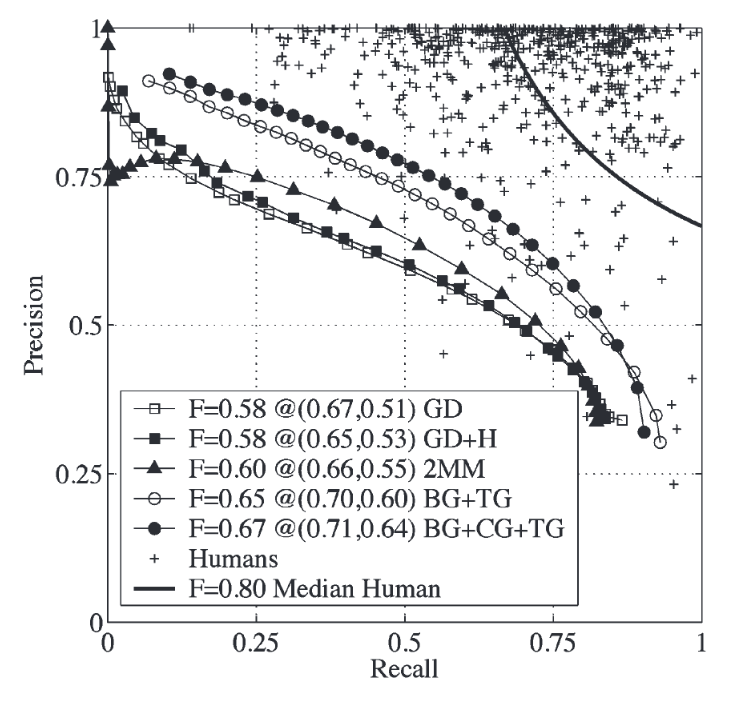 1
0.75
0.5
0.25
0
Precision
F=0.58 @(0.67,0.51) GD
F=0.58 @(0.65,0.53) GD+H
F=0.60 @(0.66,0.55) 2MM
F=0.65 @(0.70,0.60) BG+TG
F=0.67 @(0.71,0.64) BG+CG+TG
Humans
F=0.80 Median Human
0 0.25 0.5 0.75 1
Recall